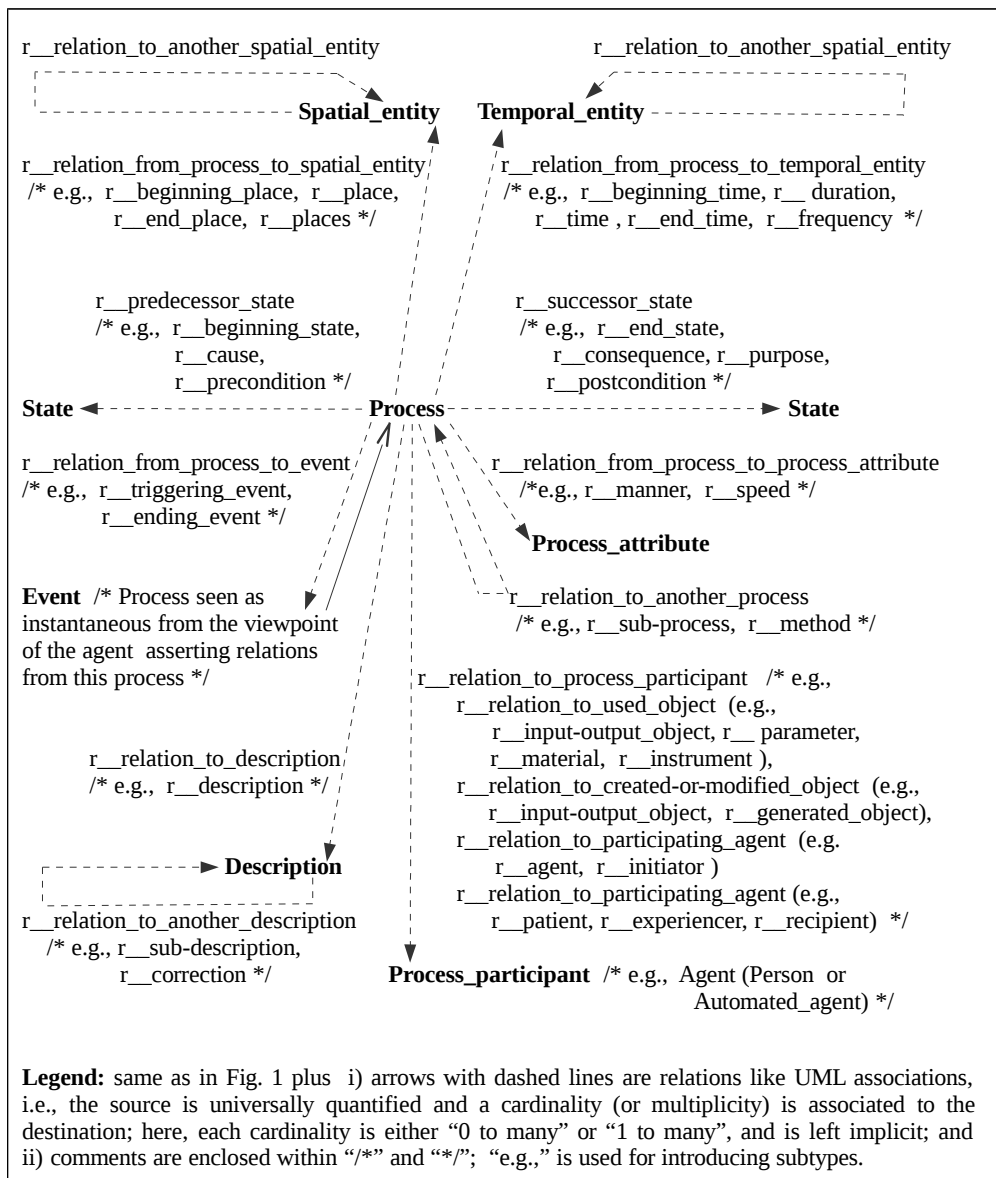 r__relation_to_another_spatial_entity
r__relation_to_another_spatial_entity
Spatial_entity
Temporal_entity
r__relation_from_process_to_spatial_entity
/* e.g., r__beginning_place, r__place,
r__end_place, r__places */
r__relation_from_process_to_temporal_entity
/* e.g., r__beginning_time, r__ duration,
r__time , r__end_time, r__frequency */
r__predecessor_state
/* e.g., r__beginning_state,
r__cause,
r__precondition */
r__successor_state
/* e.g., r__end_state,
r__consequence, r__purpose,
r__postcondition */
State
Process
State
r__relation_from_process_to_event
/* e.g., r__triggering_event,
r__ending_event */
r__relation_from_process_to_process_attribute
/*e.g., r__manner, r__speed */
Process_attribute
Event /* Process seen as
instantaneous from the viewpoint
of the agent asserting relations
from this process */
r__relation_to_another_process
/* e.g., r__sub-process, r__method */
r__relation_to_process_participant /* e.g.,
r__relation_to_used_object (e.g.,
r__input-output_object, r__ parameter,
r__material, r__instrument ),
r__relation_to_created-or-modified_object (e.g.,
r__input-output_object, r__generated_object),
r__relation_to_participating_agent (e.g.
r__agent, r__initiator )
r__relation_to_participating_agent (e.g.,
r__patient, r__experiencer, r__recipient) */
r__relation_to_description
/* e.g., r__description */
Description
r__relation_to_another_description
/* e.g., r__sub-description,
r__correction */
Process_participant /* e.g., Agent (Person or
Automated_agent) */
Legend: same as in Fig. 1 plus i) arrows with dashed lines are relations like UML associations,
i.e., the source is universally quantified and a cardinality (or multiplicity) is associated to the
destination; here, each cardinality is either “0 to many” or “1 to many”, and is left implicit; and
ii) comments are enclosed within “/*” and “*/”; “e.g.,” is used for introducing subtypes.